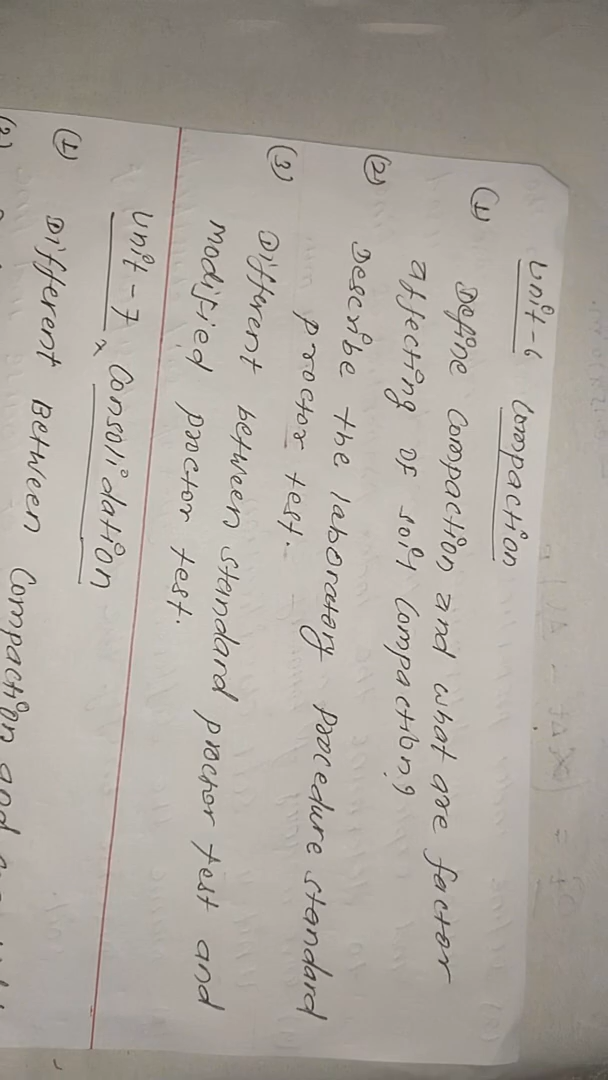 Unit-6 Compaction
(1) Define Compaction and what are factor
affecting of soil Compaction?
(2) Describe the laboratory procedure standard
proctor test.
(3) Different between standard proctor test and
modified proctor test.
Unit-7 Consolidation
(1) Different Between Compaction and
(2)